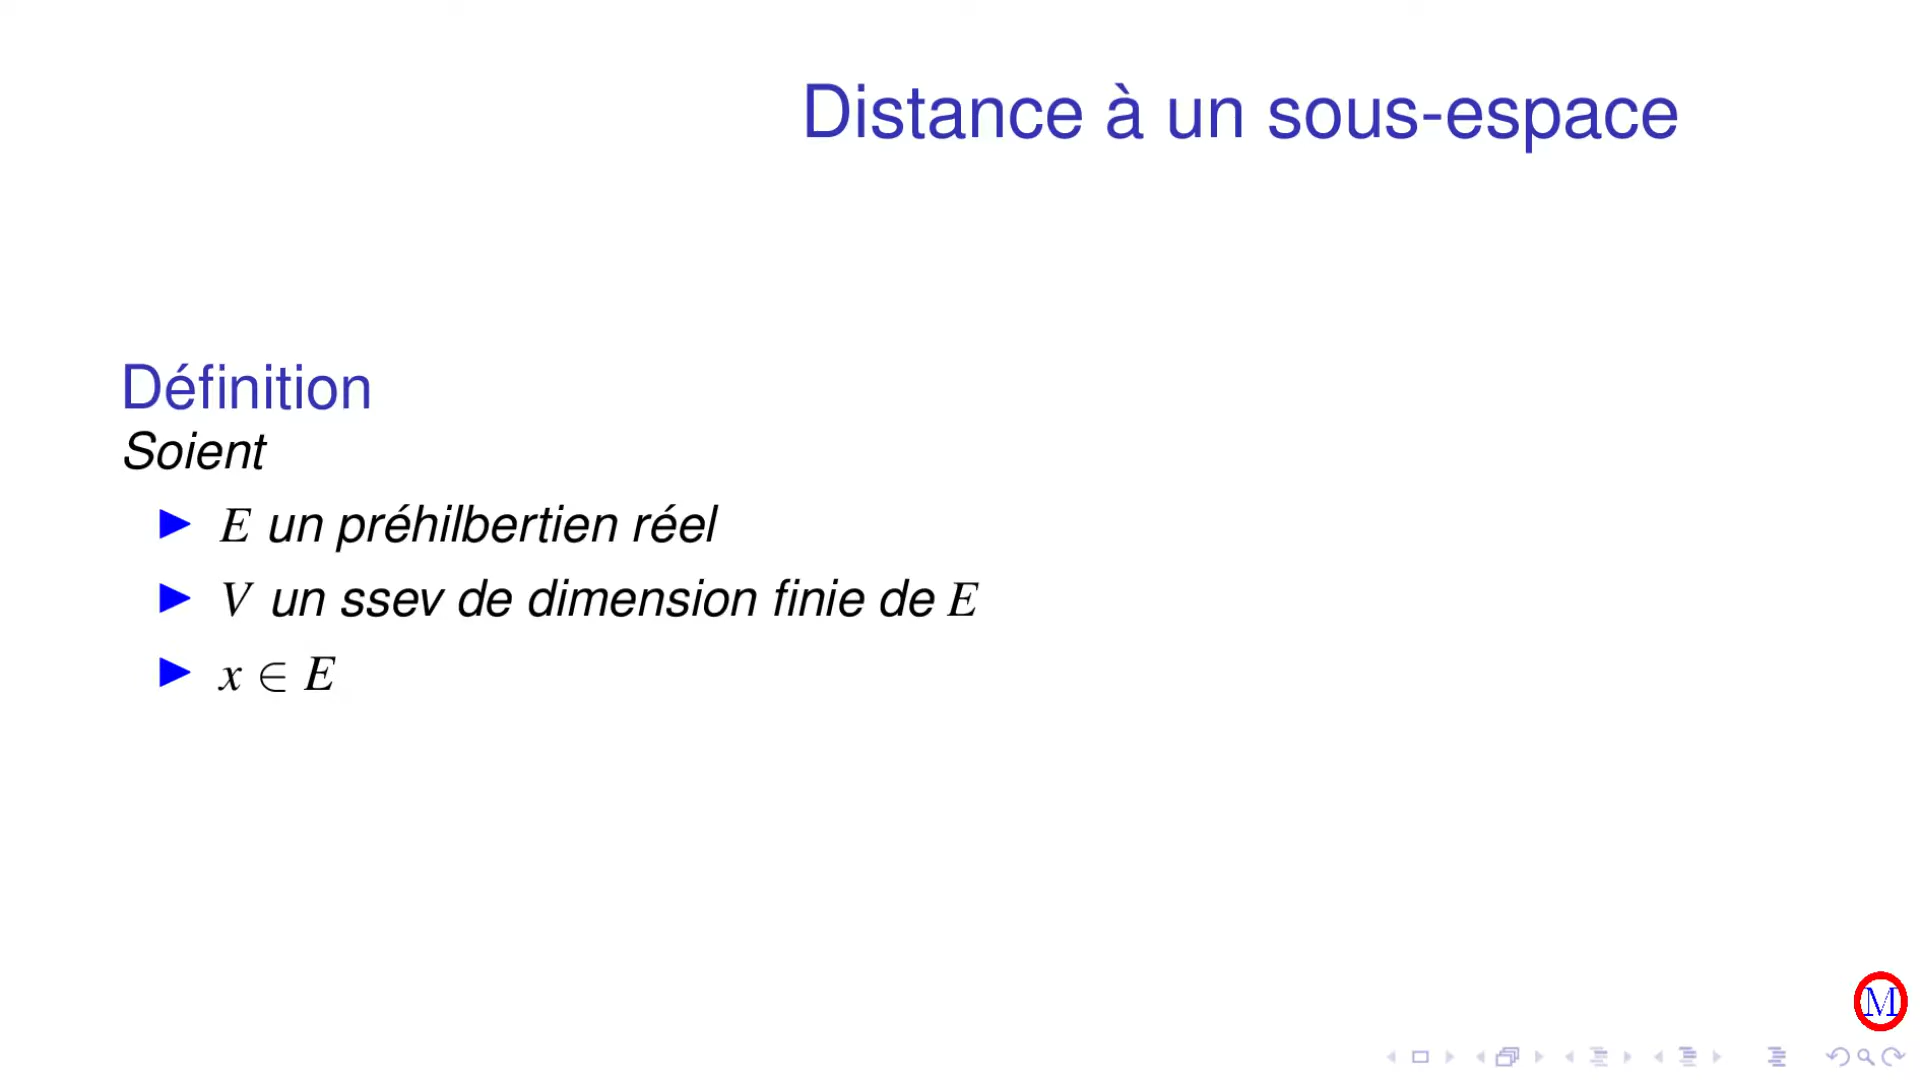 Distance à un sous-espace
Définition
Soient
▶ E un préhilbertien réel
▶ V un ssev de dimension finie de E
▶ x ∈ E
M